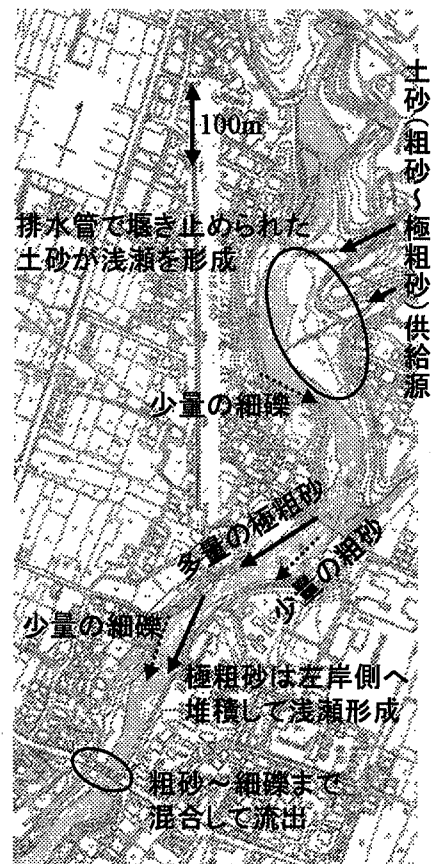 土砂（粗砂〜極粗砂）供給源
100m
排水管で堰き止められた
土砂が浅瀬を形成
少量の細礫
多量の極粗砂
少量の粗砂
少量の細礫
極粗砂は左岸側へ
堆積して浅瀬形成
粗砂〜細礫まで
混合して流出